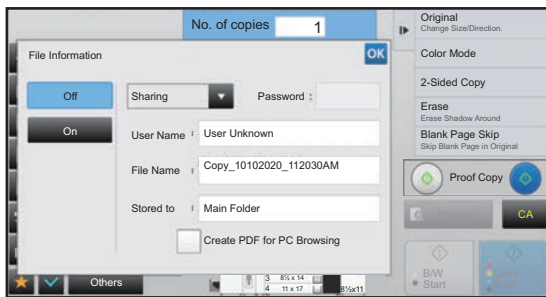 No. of copies 1
File Information
OK
Off
On
Sharing
Password :
User Name : User Unknown
File Name : Copy_10102020_112030AM
Stored to : Main Folder
Create PDF for PC Browsing
Others
3 8½ x 14
4 11 x 17
8½x11
Original
Change Size/Direction.
Color Mode
2-Sided Copy
Erase
Erase Shadow Around
Blank Page Skip
Skip Blank Page in Original
Proof Copy
CA
B/W
Start